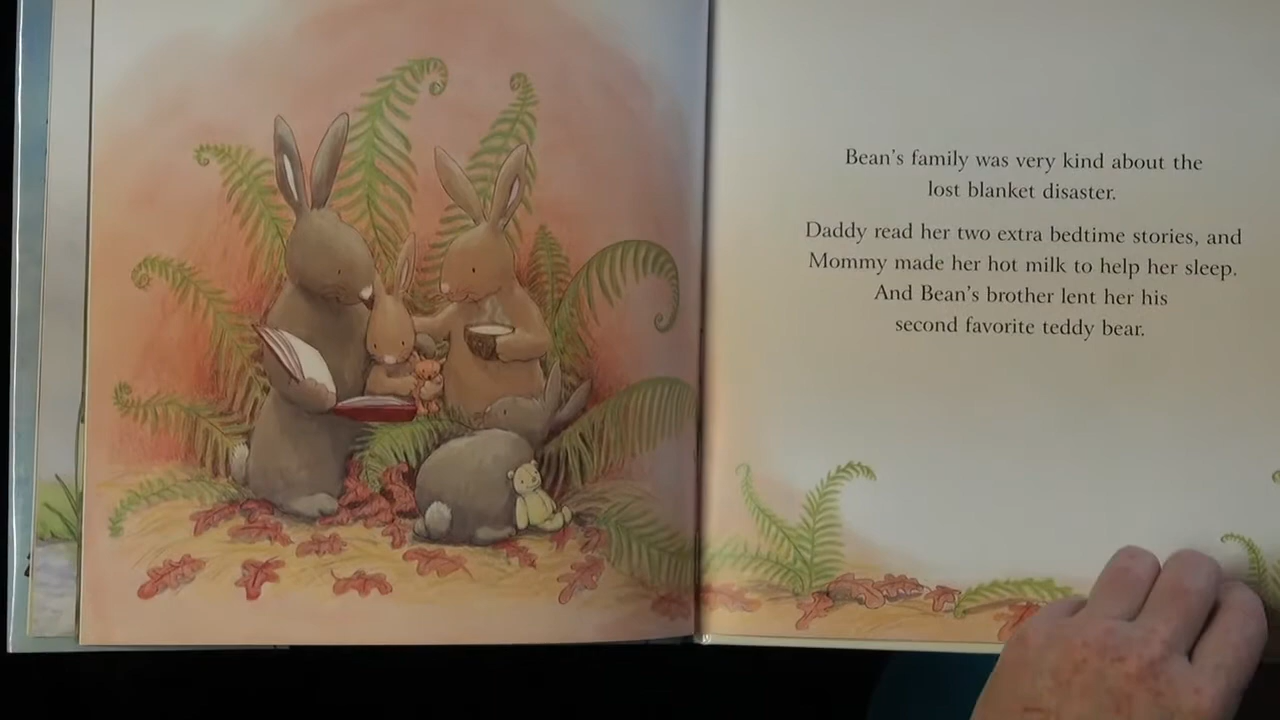 Bean's family was very kind about the
lost blanket disaster.
Daddy read her two extra bedtime stories, and
Mommy made her hot milk to help her sleep.
And Bean's brother lent her his
second favorite teddy bear.